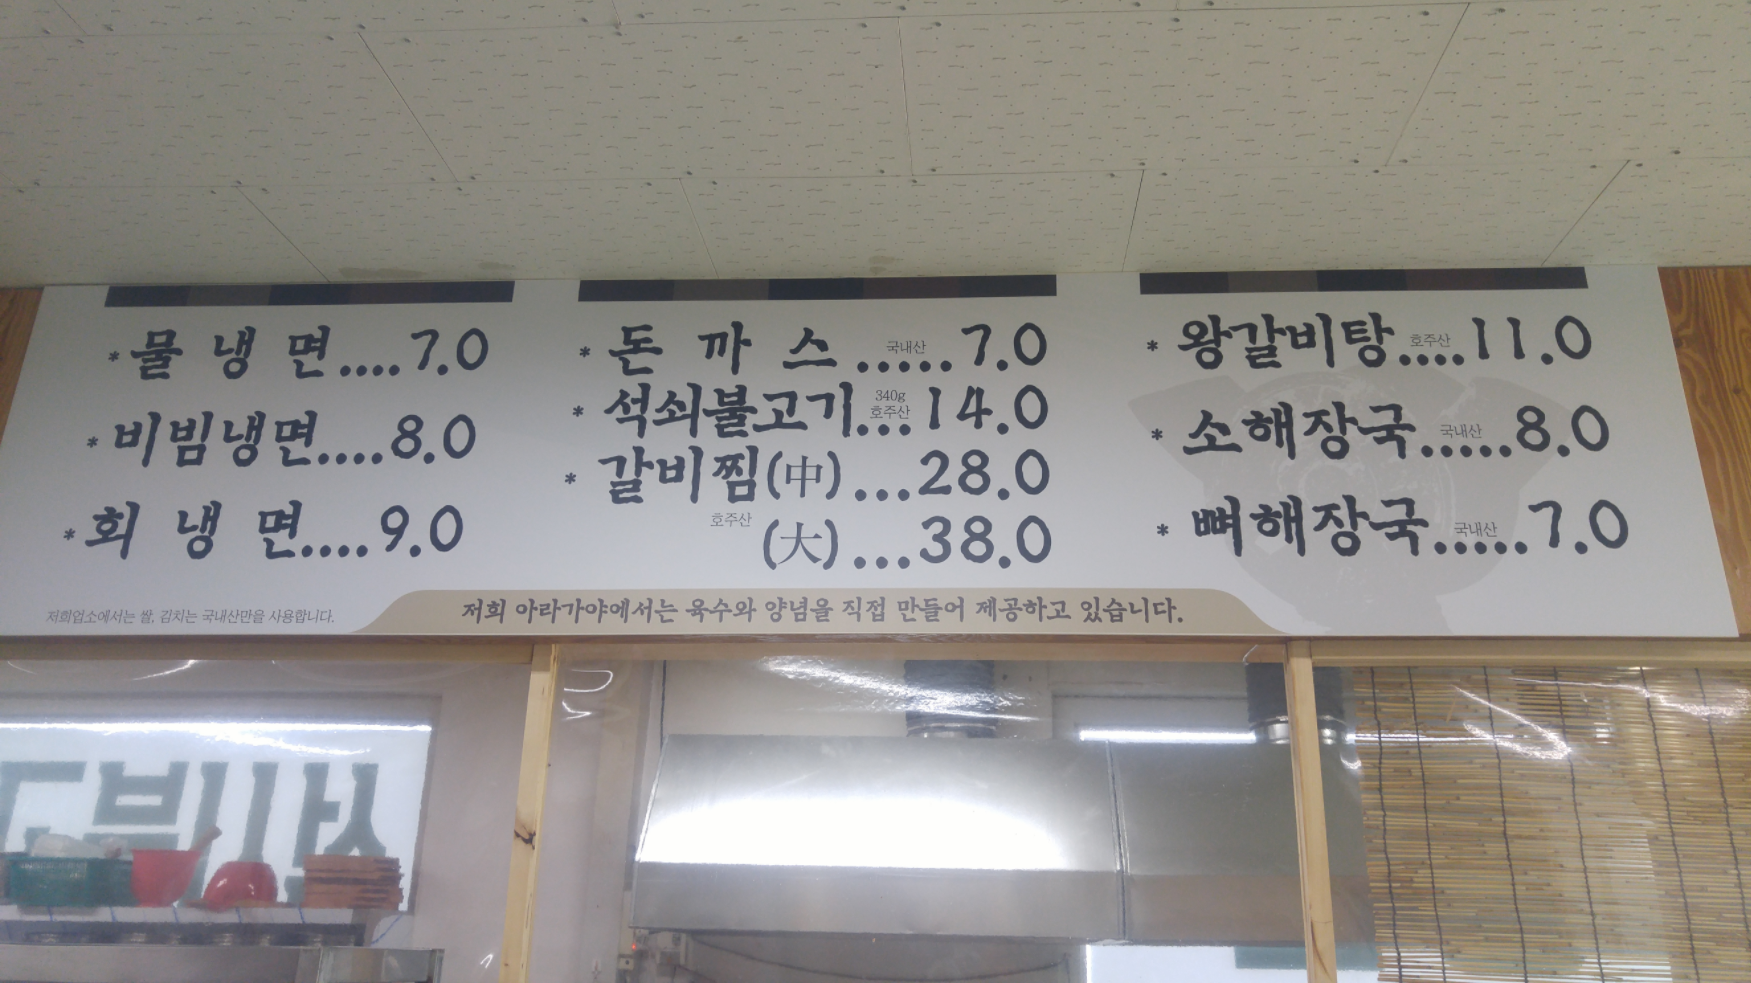 * 물 냉 면....7.0
* 비빔냉면....8.0
* 회 냉 면....9.0
저희업소에서는 쌀, 김치는 국내산만을 사용합니다.
* 돈 까 스 국내산.....7.0
* 석쇠불고기 340g 호주산...14.0
* 갈비찜(中)...28.0
호주산 (大)...38.0
* 왕갈비탕 호주산....11.0
* 소해장국 국내산.....8.0
* 뼈해장국 국내산.....7.0
저희 아라가야에서는 육수와 양념을 직접 만들어 제공하고 있습니다.